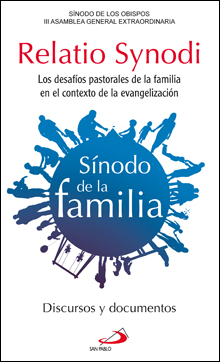 SÍNODO DE LOS OBISPOS
III ASAMBLEA GENERAL EXTRAORDINARIA
Relatio Synodi
Los desafíos pastorales de la familia
en el contexto de la evangelización
Sínodo
de la
familia
Discursos y documentos
SAN PABLO